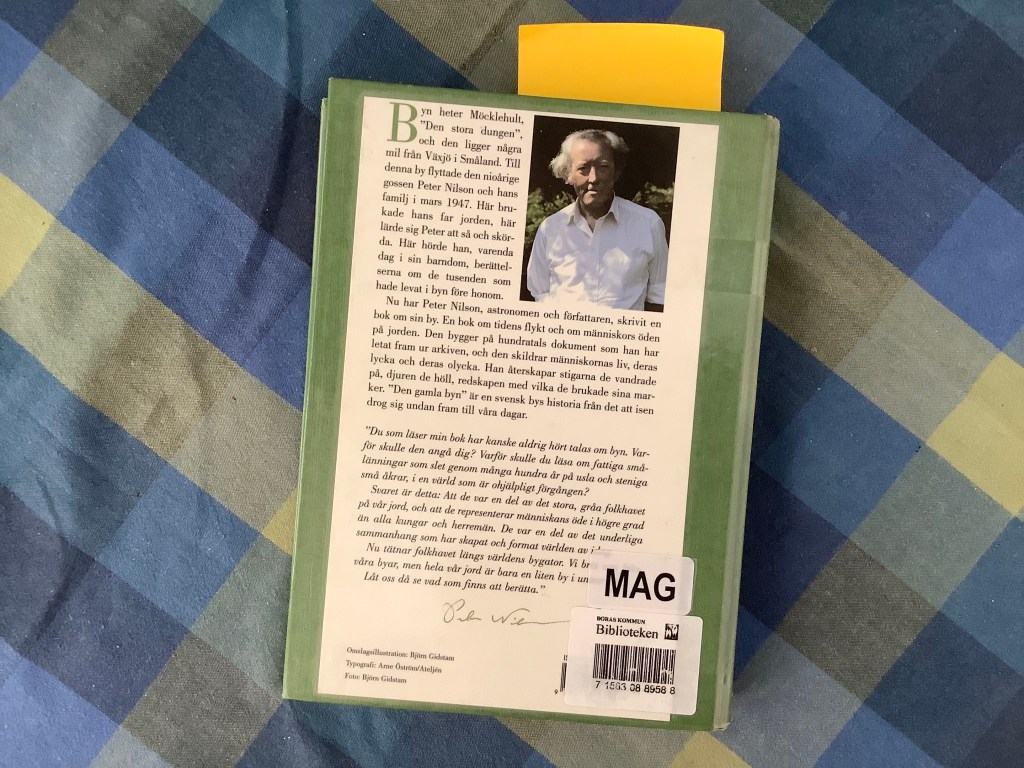 Byn heter Möcklehult,
"Den stora dungen",
och den ligger några
mil från Växjö i Småland. Till
denna by flyttade den nioårige
gossen Peter Nilson och hans
familj i mars 1947. Här bru-
kade hans far jorden, här
lärde sig Peter att så och skör-
da. Här hörde han, varenda
dag i sin barndom, berättel-
serna om de tusenden som
hade levat i byn före honom.
Nu har Peter Nilson, astronomen och författaren, skrivit en
bok om sin by. En bok om tidens flykt och om människors öden
på jorden. Den bygger på hundratals dokument som han har
letat fram ur arkiven, och den skildrar människornas liv, deras
lycka och deras olycka. Han återskapar stigarna de vandrade
på, djuren de höll, redskapen med vilka de brukade sina mar-
ker. "Den gamla byn" är en svensk bys historia från det att isen
drog sig undan fram till våra dagar.
"Du som läser min bok har kanske aldrig hört talas om byn. Var-
för skulle den angå dig? Varför skulle du läsa om fattiga små-
länningar som slet genom många hundra år på usla och steniga
små åkrar, i en värld som är ohjälpligt förgången?
Svaret är detta: Att de var en del av det stora, gråa folkhavet
på vår jord, och att de representerar människans öde i högre grad
än alla kungar och herremän. De var en del av det underliga
sammanhang som har skapat och format världen av
Nu tätnar folkhavet längs världens bygator. Vi
våra byar, men hela vår jord är bara en liten by i
Låt oss då se vad som finns att berätta."
Peter Nilson
Omslagsillustration: Björn Gidstam
Typografi: Arne Öström/Ateljén
Foto: Björn Gidstam
MAG
BORÅS KOMMUN
Biblioteken
7 1563 08 8958 8